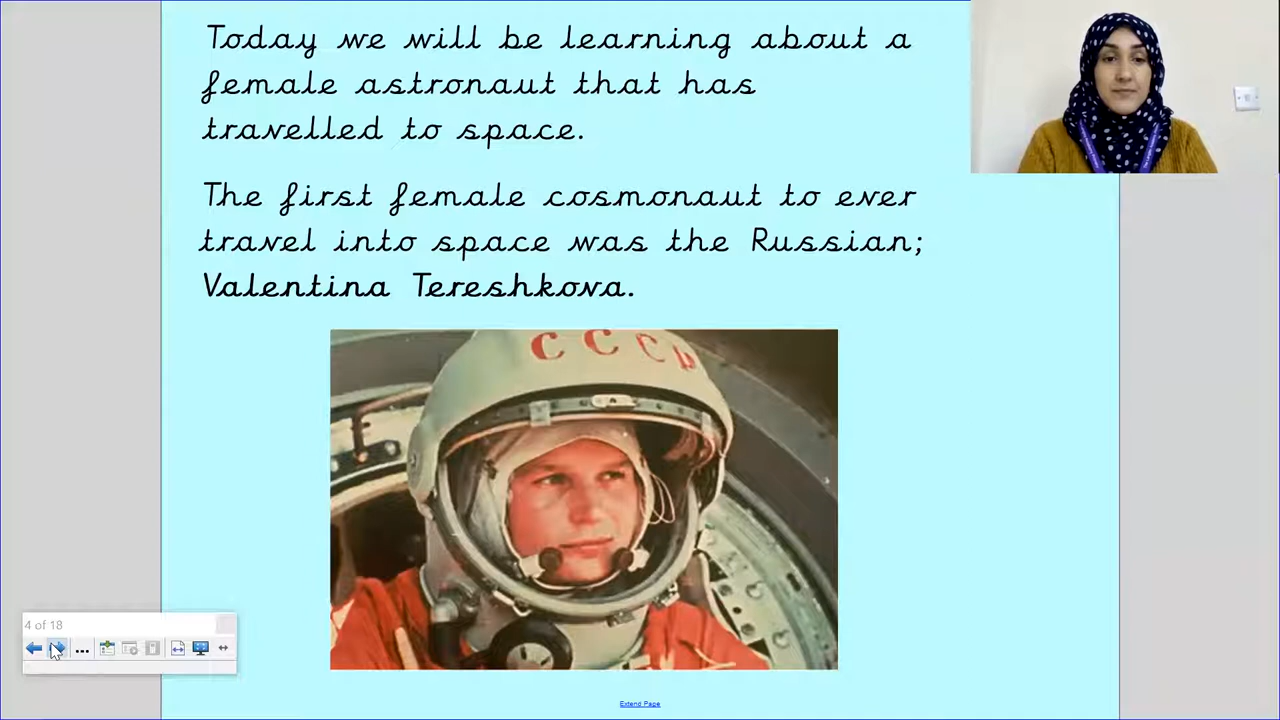 Today we will be learning about a
female astronaut that has
travelled to space.
The first female cosmonaut to ever
travel into space was the Russian;
Valentina Tereshkova.
СССР
4 of 18
Extend Page